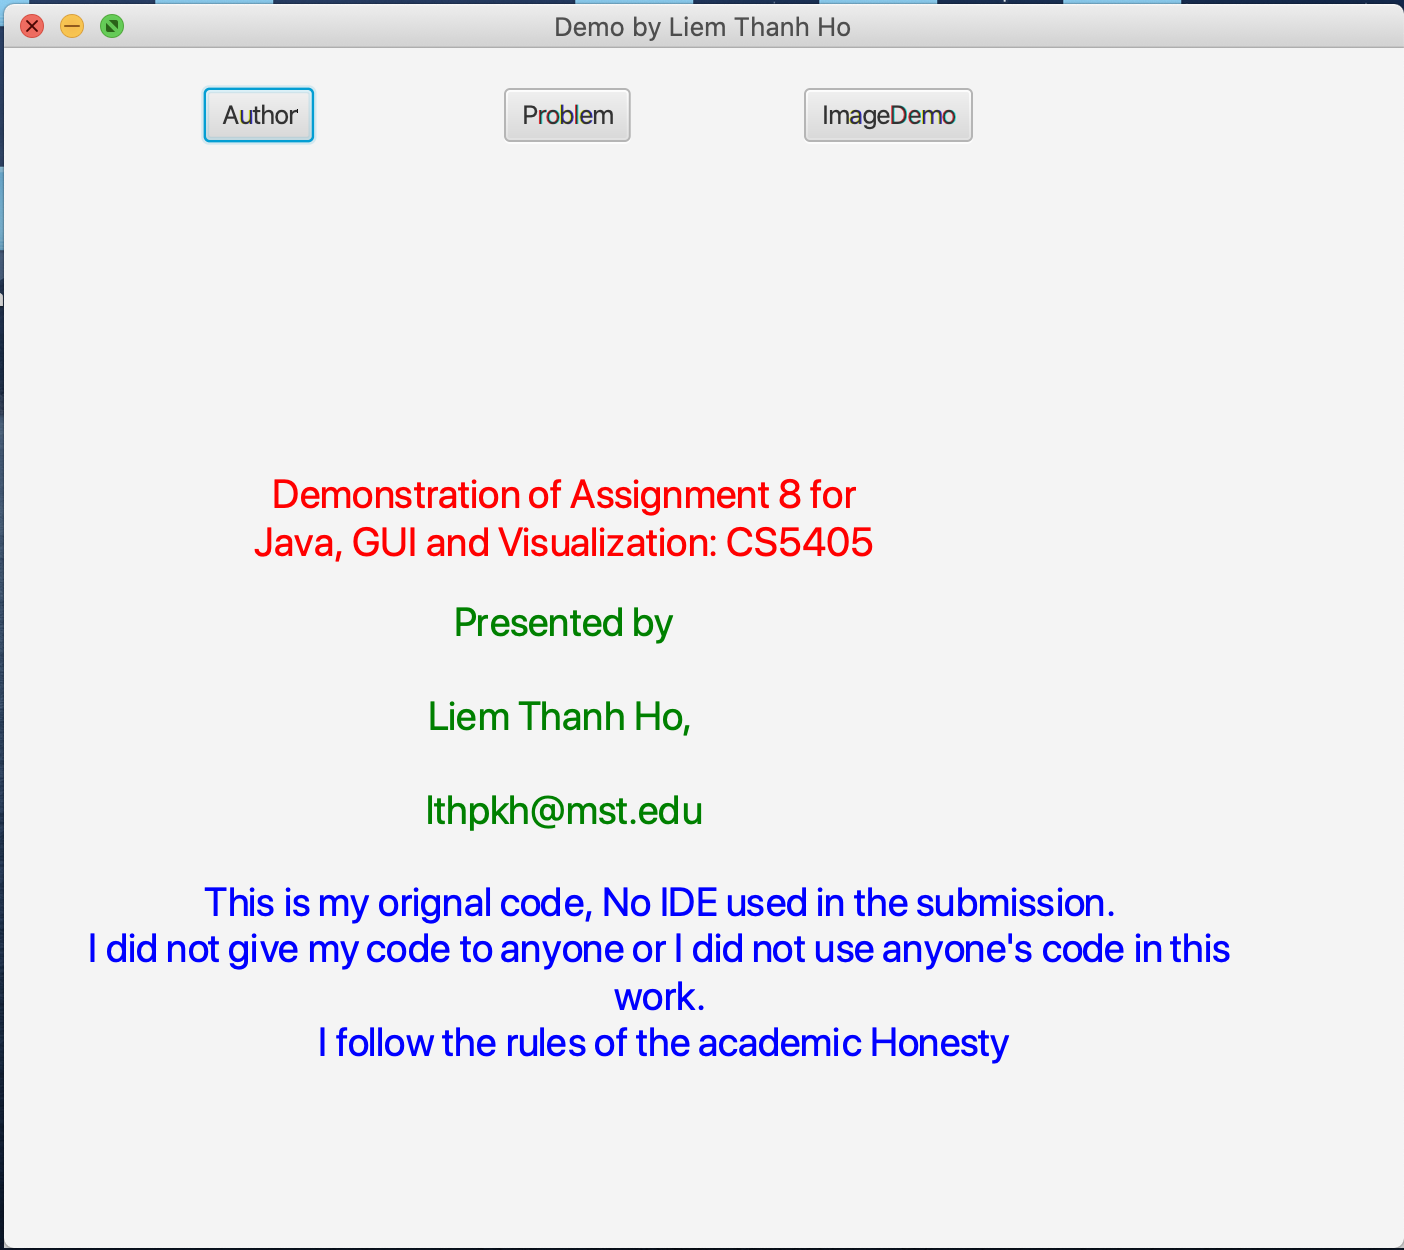 Demo by Liem Thanh Ho
Author Problem ImageDemo
Demonstration of Assignment 8 for
Java, GUI and Visualization: CS5405
Presented by
Liem Thanh Ho,
lthpkh@mst.edu
This is my orignal code, No IDE used in the submission.
I did not give my code to anyone or I did not use anyone's code in this
work.
I follow the rules of the academic Honesty